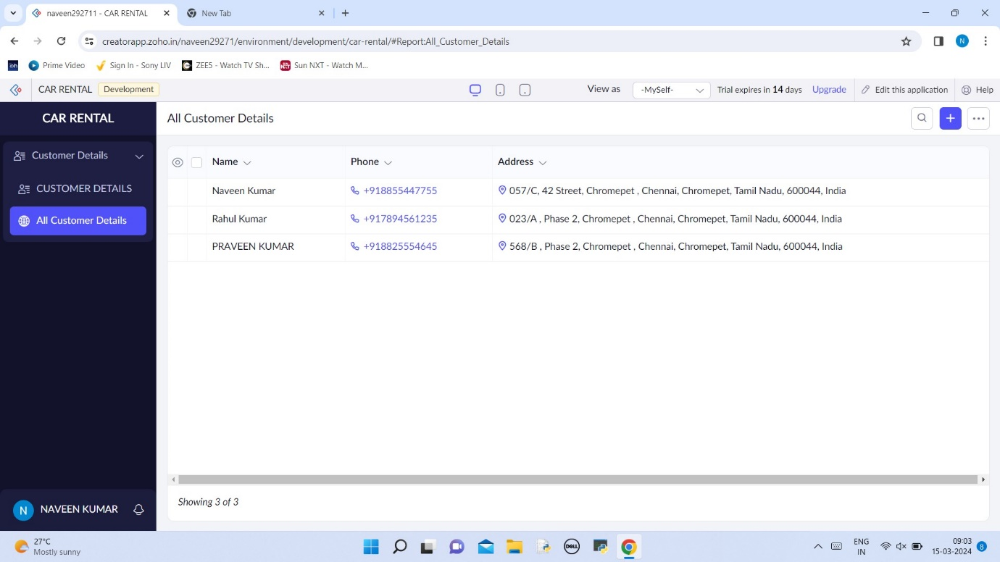 naveen292711 - CAR RENTAL
New Tab
creatorapp.zoho.in/naveen29271/environment/development/car-rental/#Report:All_Customer_Details
N
Prime Video
Sign In - Sony LIV
ZEE5 - Watch TV Sh...
Sun NXT - Watch M...
CAR RENTAL
Development
View as
-MySelf-
Trial expires in 14 days
Upgrade
Edit this application
Help
CAR RENTAL
Customer Details
CUSTOMER DETAILS
All Customer Details
All Customer Details
Name Phone Address
Naveen Kumar +918855447755 057/C, 42 Street, Chromepet , Chennai, Chromepet, Tamil Nadu, 600044, India
Rahul Kumar +917894561235 023/A , Phase 2, Chromepet , Chennai, Chromepet, Tamil Nadu, 600044, India
PRAVEEN KUMAR +918825554645 568/B , Phase 2, Chromepet , Chennai, Chromepet, Tamil Nadu, 600044, India
Showing 3 of 3
N NAVEEN KUMAR
27°C
Mostly sunny
DELL
ENG
IN
09:03
15-03-2024
8